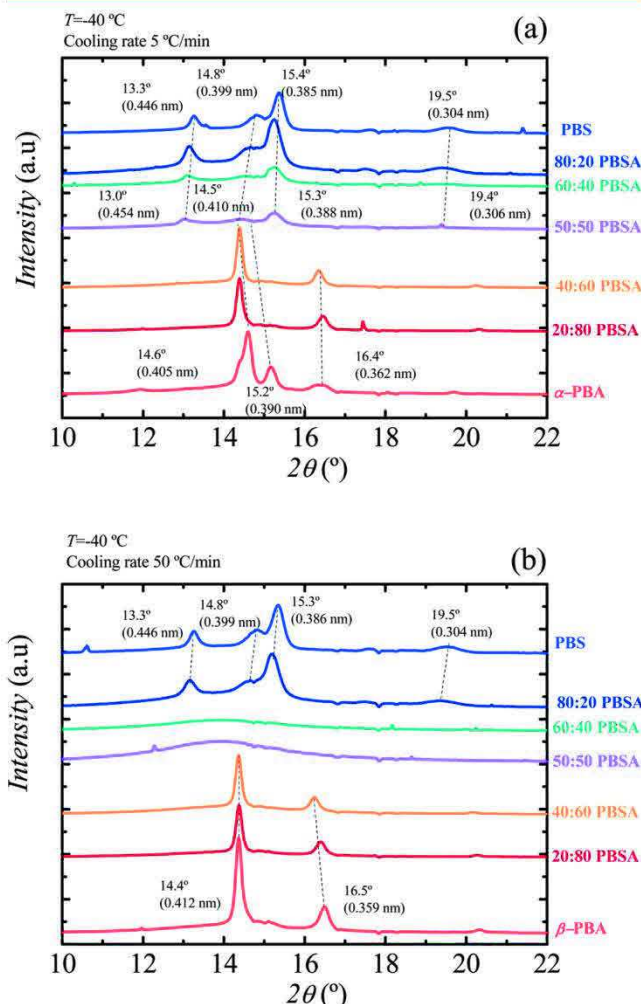 T=-40 ºC
Cooling rate 5 ºC/min
(a)
13.3º
(0.446 nm)
14.8º
(0.399 nm)
15.4º
(0.385 nm)
19.5º
(0.304 nm)
PBS
80:20 PBSA
60:40 PBSA
13.0º
(0.454 nm)
14.5º
(0.410 nm)
15.3º
(0.388 nm)
19.4º
(0.306 nm)
50:50 PBSA
40:60 PBSA
20:80 PBSA
14.6º
(0.405 nm)
15.2º
(0.390 nm)
16.4º
(0.362 nm)
α–PBA
Intensity (a.u)
10 12 14 16 18 20 22
2θ (º)
T=-40 ºC
Cooling rate 50 ºC/min
(b)
13.3º
(0.446 nm)
14.8º
(0.399 nm)
15.3º
(0.386 nm)
19.5º
(0.304 nm)
PBS
80:20 PBSA
60:40 PBSA
50:50 PBSA
40:60 PBSA
20:80 PBSA
14.4º
(0.412 nm)
16.5º
(0.359 nm)
β–PBA
Intensity (a.u)
10 12 14 16 18 20 22
2θ (º)